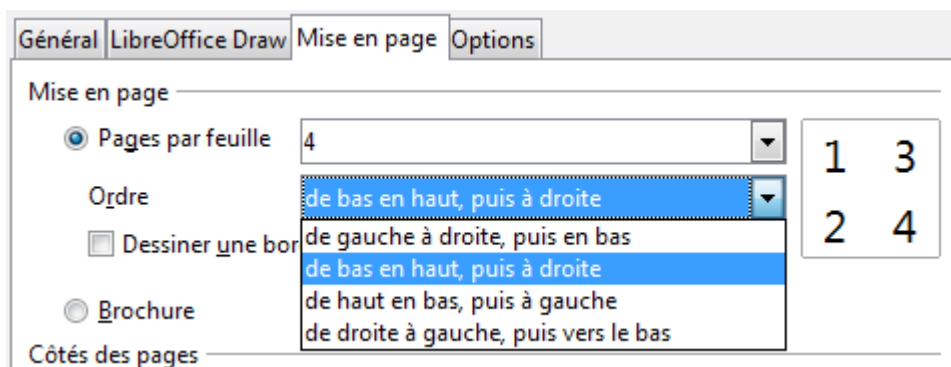 Général LibreOffice Draw Mise en page Options
Mise en page
Pages par feuille 4
1 3
Ordre de bas en haut, puis à droite
2 4
Dessiner une bor
de gauche à droite, puis en bas
de bas en haut, puis à droite
de haut en bas, puis à gauche
de droite à gauche, puis vers le bas
Brochure
Côtés des pages